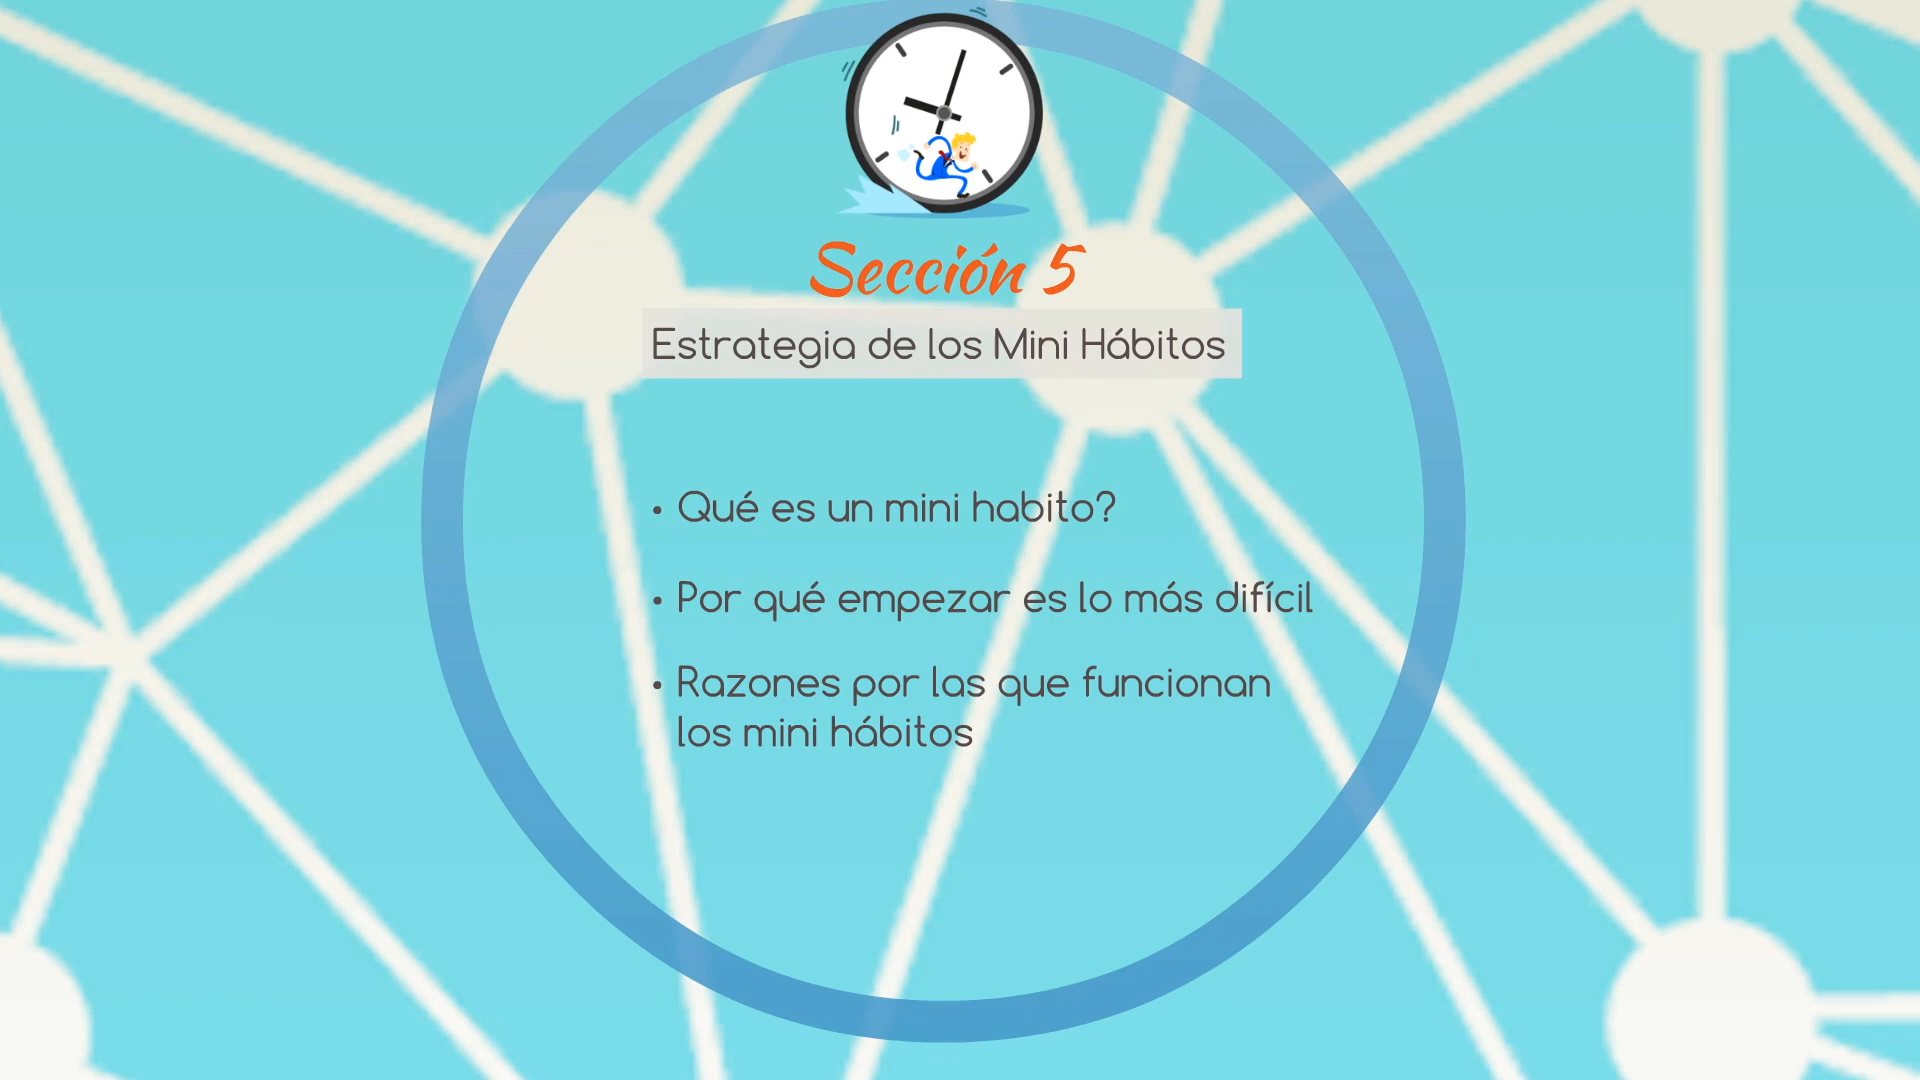 Sección 5
Estrategia de los Mini Hábitos
• Qué es un mini habito?
• Por qué empezar es lo más difícil
• Razones por las que funcionan
los mini hábitos